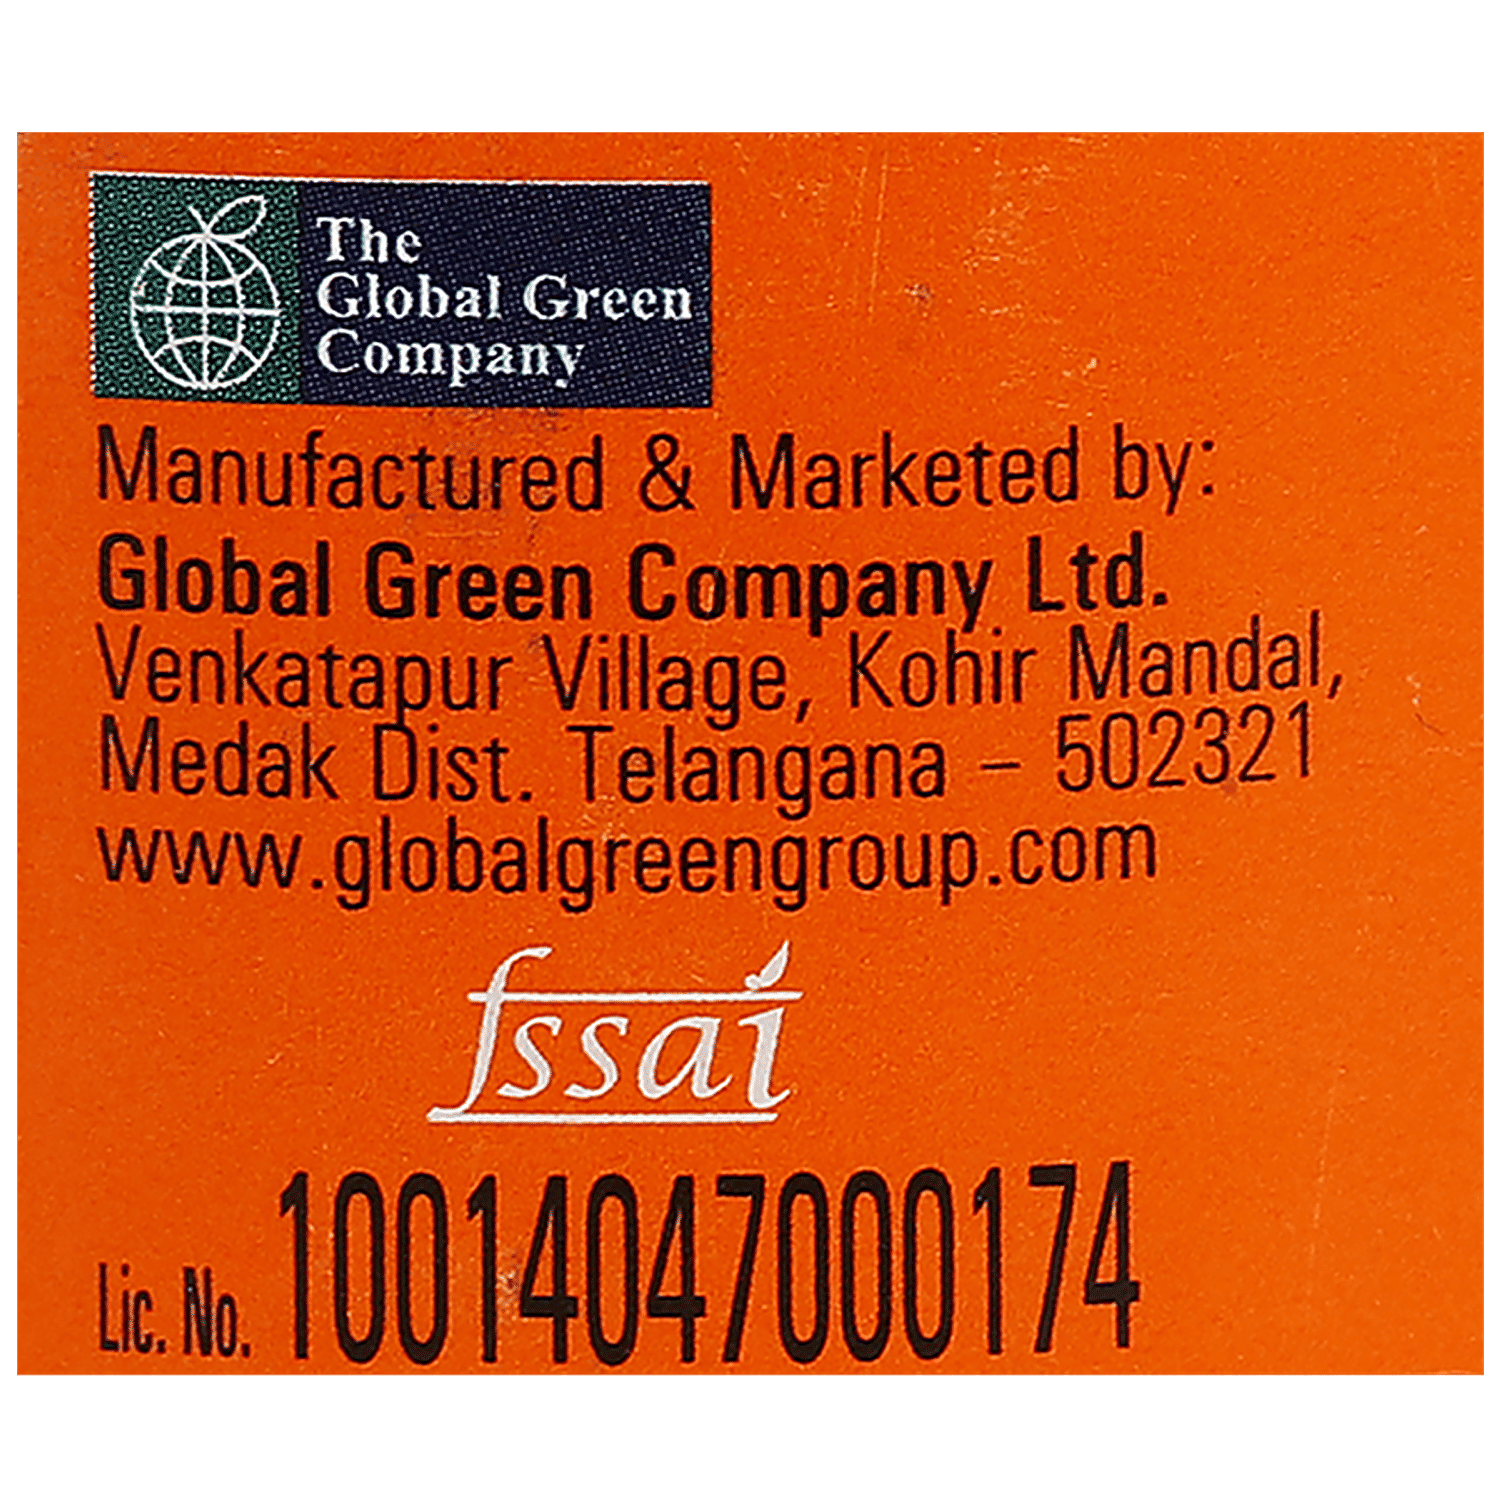 The
Global Green
Company
Manufactured & Marketed by:
Global Green Company Ltd.
Venkatapur Village, Kohir Mandal,
Medak Dist. Telangana – 502321
www.globalgreengroup.com
fssai
Lic. No. 10014047000174